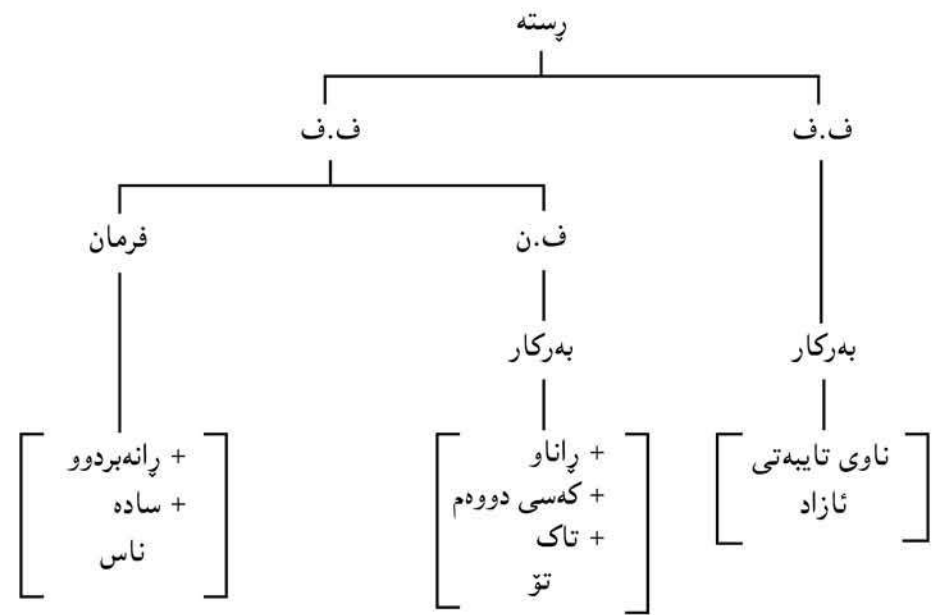 ڕستە
ف.ف
ف.ف
ف.ن
فرمان
بەرکار
بەرکار
ناوی تایبەتی
ئازاد
+ ڕاناو
+ کەسی دووەم
+ تاک
تۆ
+ ڕانەبردوو
+ سادە
ناس